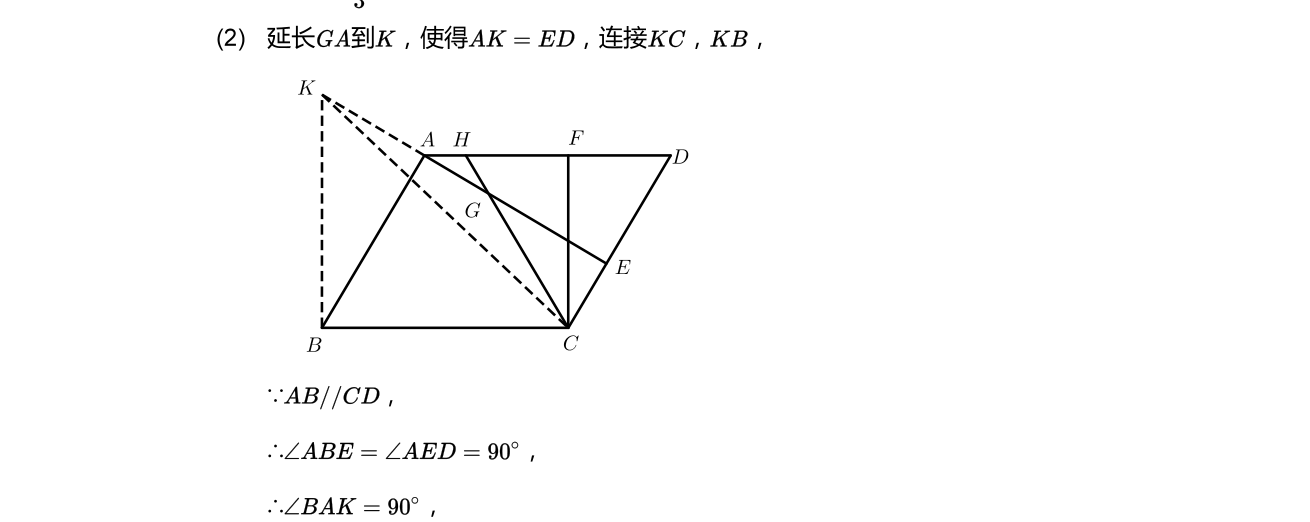 3
(2) 延长GA到K，使得AK = ED，连接KC，KB，
K
A H F
D
G
E
B C
∵AB//CD，
∴∠ABE = ∠AED = 90°，
∴∠BAK = 90°，